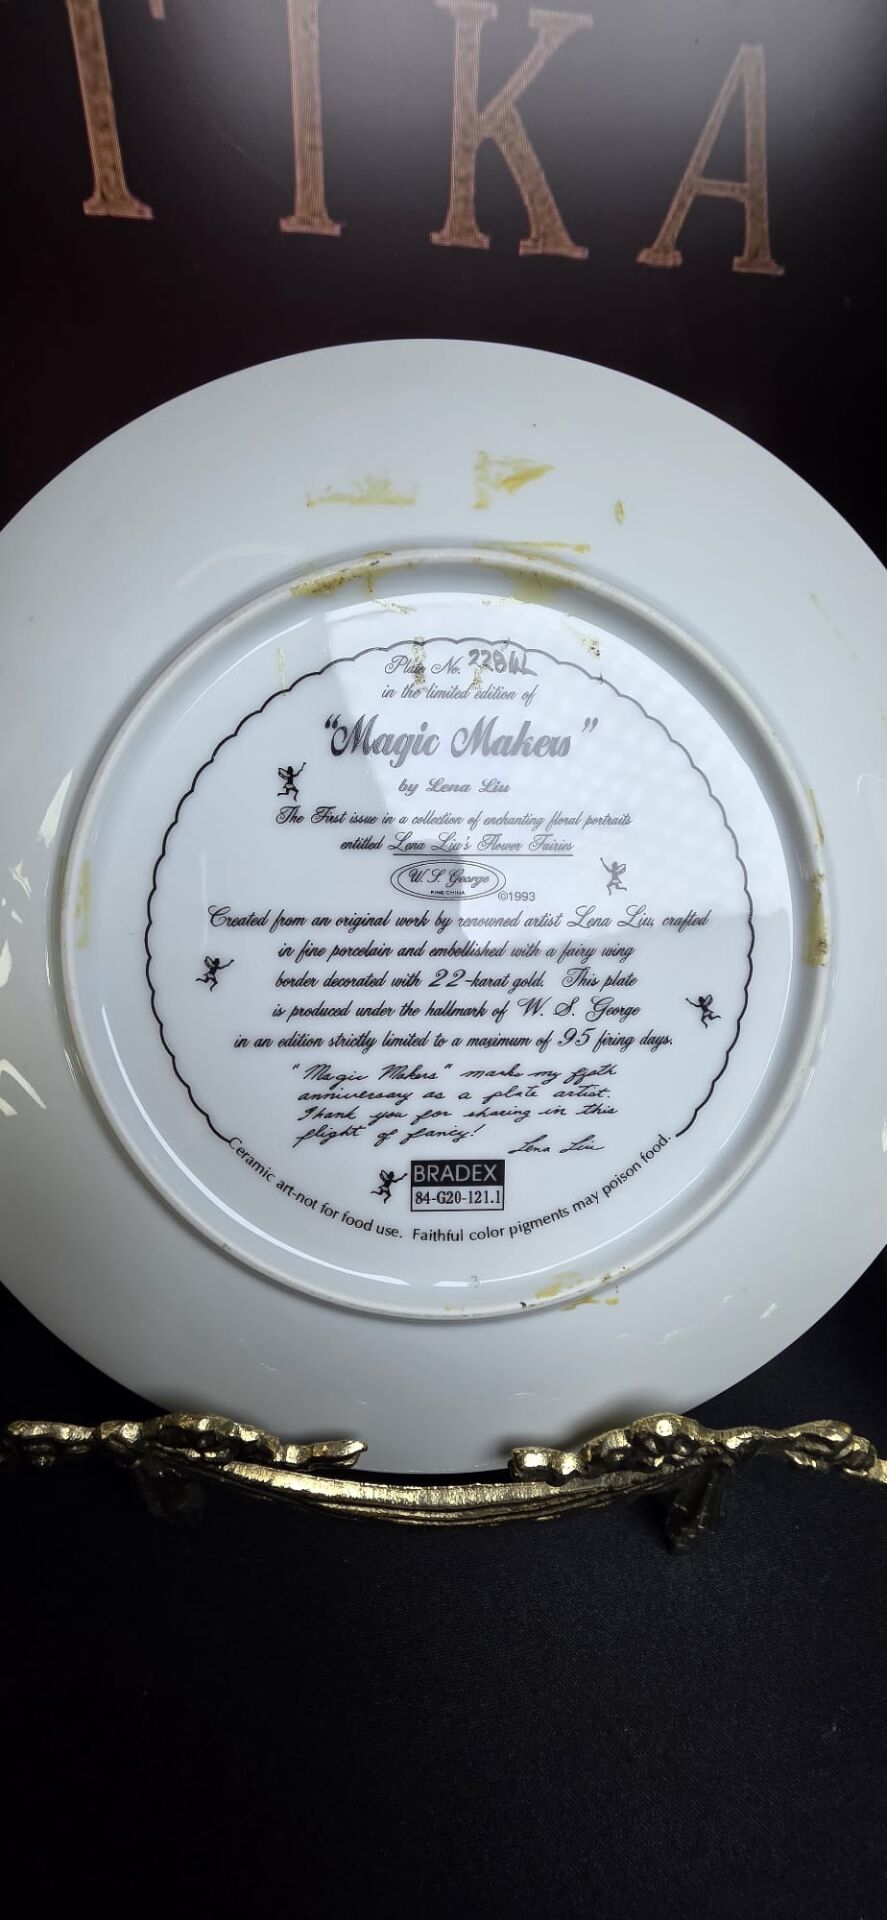 TIKA
Plate No. 
in the limited edition of
“Magic Makers”
by Lena Liu
The First issue in a collection of enchanting floral portraits
entitled Lena Liu's Flower Fairies
W. S. George
FINE CHINA
©1993
Created from an original work by renowned artist Lena Liu, crafted
in fine porcelain and embellished with a fairy wing
border decorated with 22-karat gold. This plate
is produced under the hallmark of W. S. George
in an edition strictly limited to a maximum of 95 firing days.
"Magic Makers" marks my fifth
anniversary as a plate artist.
Thank you for sharing in this
flight of fancy!
Lena Liu
BRADEX
84-G20-121.1
Ceramic art-not for food use. Faithful color pigments may poison food.